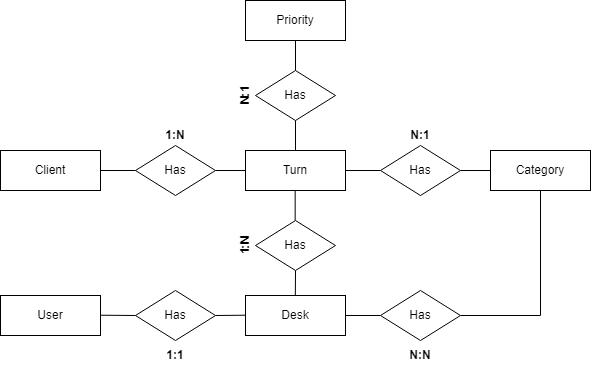 Priority
N:1
Has
1:N
N:1
Client
Has
Turn
Has
Category
1:N
Has
User
Has
Desk
Has
1:1
N:N